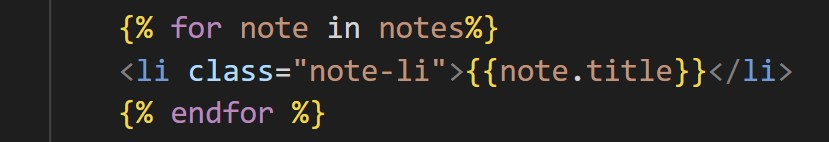 {% for note in notes%}
<li class="note-li">{{note.title}}</li>
{% endfor %}